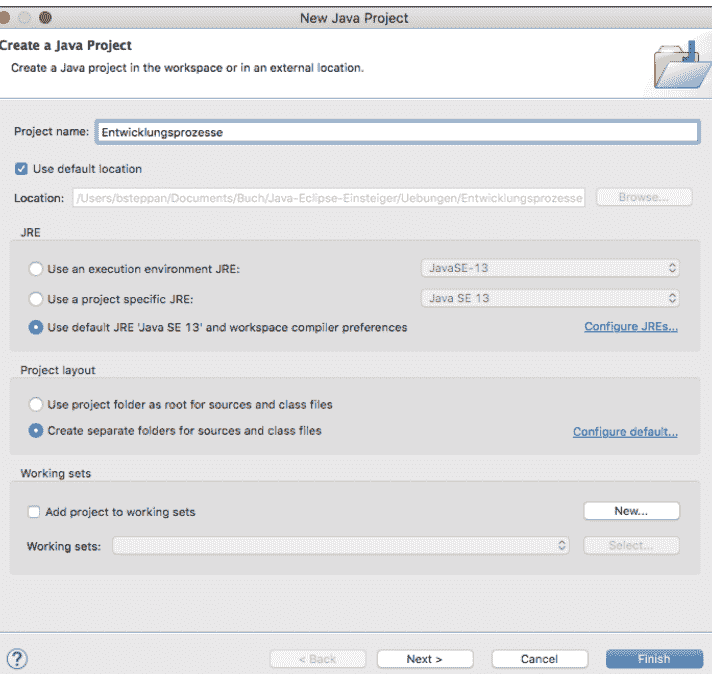 New Java Project
Create a Java Project
Create a Java project in the workspace or in an external location.
Project name: Entwicklungsprozesse
Use default location
Location: /Users/bsteppan/Documents/Buch/Java-Eclipse-Einsteiger/Uebungen/Entwicklungsprozesse Browse...
JRE
Use an execution environment JRE: JavaSE-13
Use a project specific JRE: Java SE 13
Use default JRE 'Java SE 13' and workspace compiler preferences Configure JREs...
Project layout
Use project folder as root for sources and class files
Create separate folders for sources and class files Configure default...
Working sets
Add project to working sets New...
Working sets: Select...
? < Back Next > Cancel Finish